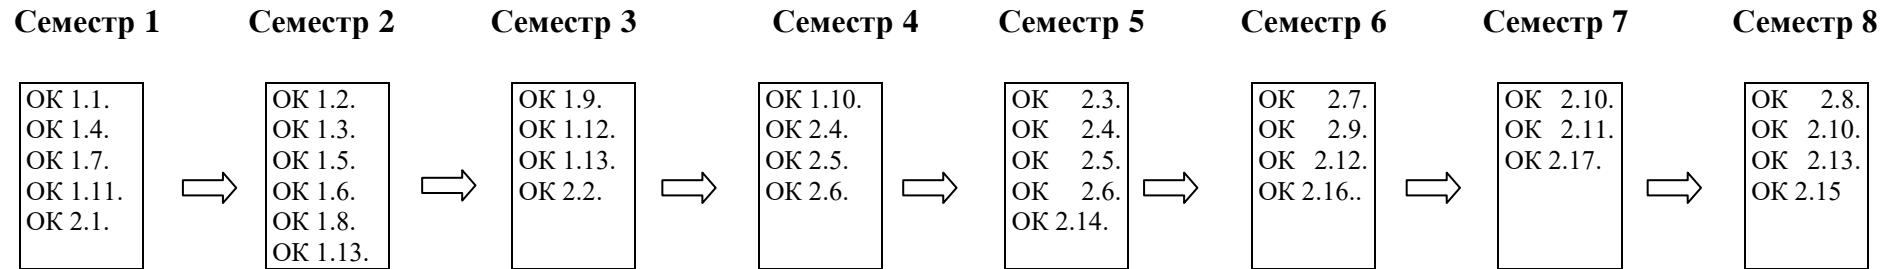 Семестр 1 Семестр 2 Семестр 3 Семестр 4 Семестр 5 Семестр 6 Семестр 7 Семестр 8
ОК 1.1.
ОК 1.4.
ОК 1.7.
ОК 1.11.
ОК 2.1.
ОК 1.2.
ОК 1.3.
ОК 1.5.
ОК 1.6.
ОК 1.8.
ОК 1.13.
ОК 1.9.
ОК 1.12.
ОК 1.13.
ОК 2.2.
ОК 1.10.
ОК 2.4.
ОК 2.5.
ОК 2.6.
ОК 2.3.
ОК 2.4.
ОК 2.5.
ОК 2.6.
ОК 2.14.
ОК 2.7.
ОК 2.9.
ОК 2.12.
ОК 2.16..
ОК 2.10.
ОК 2.11.
ОК 2.17.
ОК 2.8.
ОК 2.10.
ОК 2.13.
ОК 2.15